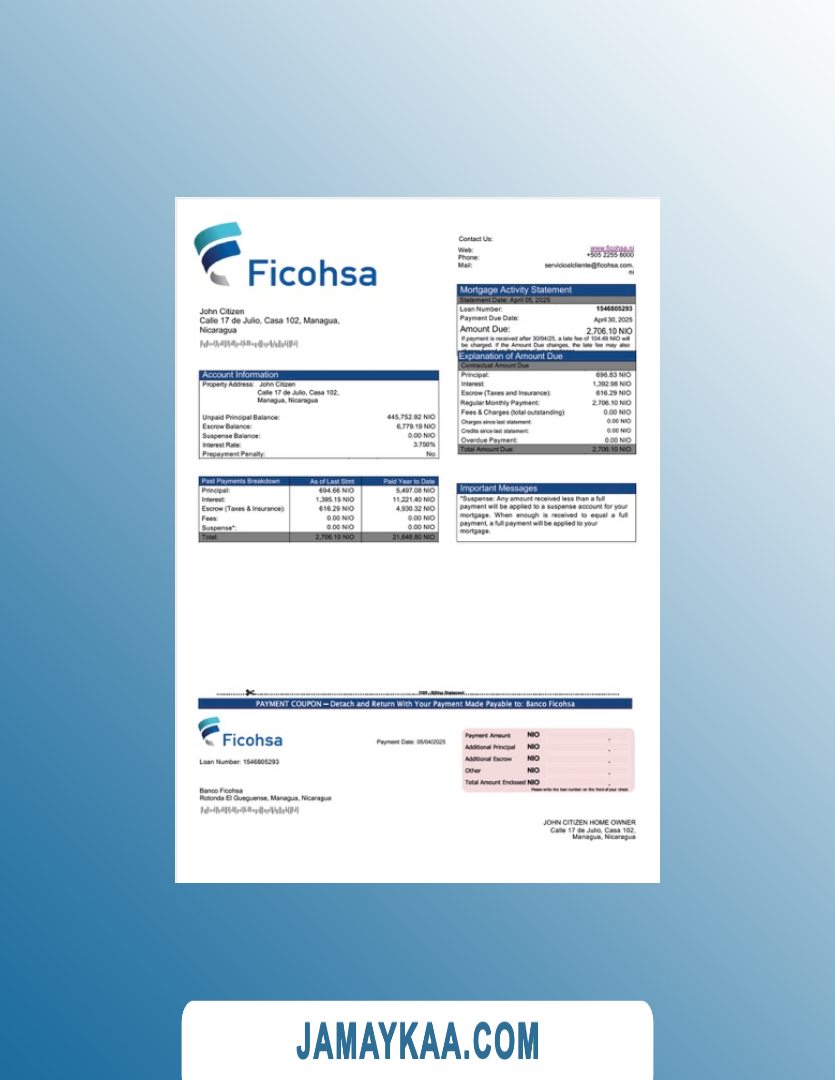 Ficohsa
Contact Us:
Web: www.ficohsa.ni
Phone: +505 2255 8000
Mail: servicioalcliente@ficohsa.com.
ni
John Citizen
Calle 17 de Julio, Casa 102, Managua,
Nicaragua
Mortgage Activity Statement
Statement Date: April 05, 2025
Loan Number: 1546805293
Payment Due Date: April 30, 2025
Amount Due: 2,706.10 NIO
If payment is received after 30/04/25, a late fee of 104.49 NIO will
be charged. If the Amount Due changes, the late fee may also
Explanation of Amount Due
Contractual Amount Due
Principal: 696.83 NIO
Interest: 1,392.98 NIO
Escrow (Taxes and Insurance): 616.29 NIO
Regular Monthly Payment: 2,706.10 NIO
Fees & Charges (total outstanding) 0.00 NIO
Charges since last statement: 0.00 NIO
Credits since last statement: 0.00 NIO
Overdue Payment: 0.00 NIO
Total Amount Due: 2,706.10 NIO
Account Information
Property Address: John Citizen
Calle 17 de Julio, Casa 102,
Managua, Nicaragua
Unpaid Principal Balance: 445,752.92 NIO
Escrow Balance: 6,779.19 NIO
Suspense Balance: 0.00 NIO
Interest Rate: 3.750%
Prepayment Penalty: No
Past Payments Breakdown As of Last Stmt Paid Year to Date
Principal: 694.66 NIO 5,497.08 NIO
Interest: 1,395.15 NIO 11,221.40 NIO
Escrow (Taxes & Insurance): 616.29 NIO 4,930.32 NIO
Fees: 0.00 NIO 0.00 NIO
Suspense*: 0.00 NIO 0.00 NIO
Total: 2,706.10 NIO 21,648.80 NIO
Important Messages
*Suspense: Any amount received less than a full
payment will be applied to a suspense account for your
mortgage. When enough is received to equal a full
payment, a full payment will be applied to your
mortgage.
PAYMENT COUPON — Detach and Return With Your Payment Made Payable to: Banco Ficohsa
Ficohsa
Payment Date: 05/04/2025
Loan Number: 1546805293
Payment Amount NIO
Additional Principal NIO
Additional Escrow NIO
Other NIO
Total Amount Enclosed NIO
Please write the loan number on the front of your check
Banco Ficohsa
Rotonda El Gueguense, Managua, Nicaragua
JOHN CITIZEN HOME OWNER
Calle 17 de Julio, Casa 102,
Managua, Nicaragua
JAMAYKAA.COM